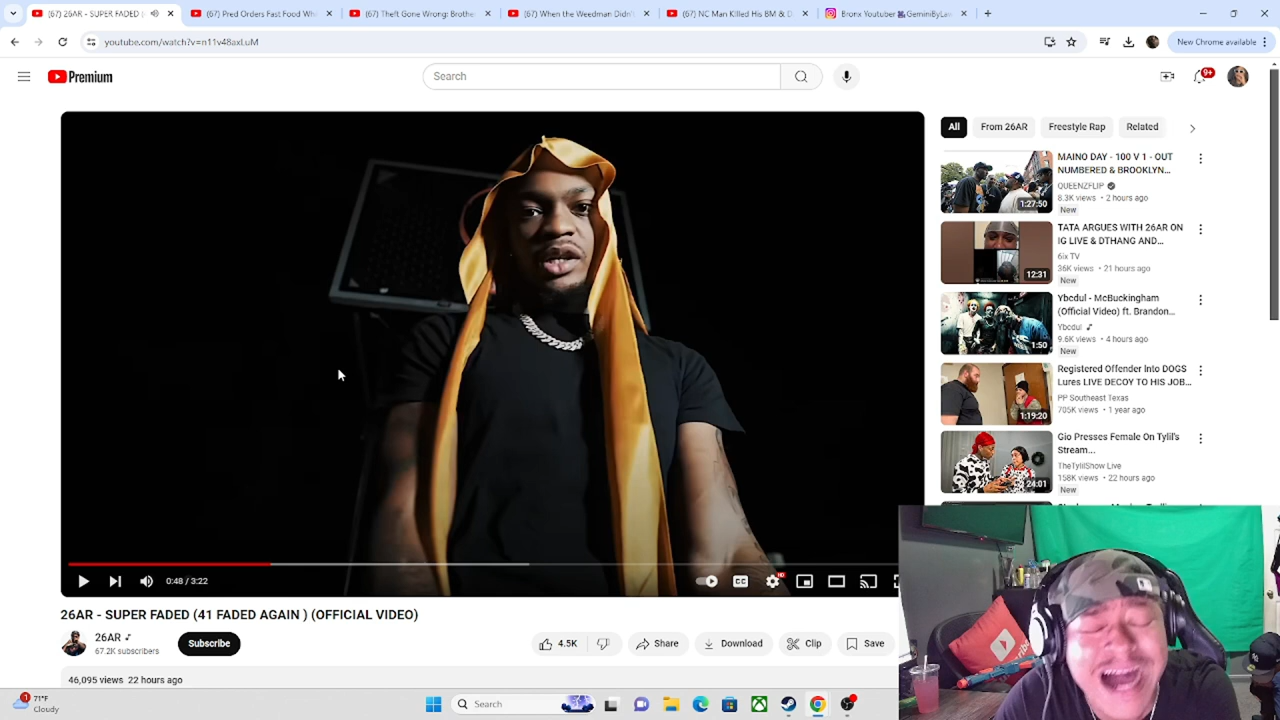 (67) 26AR - SUPER FADED (
(67) Pred Orders Fast Food Wh
(67) Theft Gone Wrong:
(67) When the Weedman Didn'
(67) NC Man Killed His BM & D
Bronx Youtuber
GeminiByLaw
youtube.com/watch?v=n11v48axLuM
New Chrome available
Premium
Search
9+
All
From 26AR
Freestyle Rap
Related
MAINO DAY - 100 V 1 - OUT
NUMBERED & BROOKLYN...
QUEENZFLIP
8.3K views • 2 hours ago
New
1:27:50
TATA ARGUES WITH 26AR ON
IG LIVE & DTHANG AND...
6ix TV
36K views • 21 hours ago
New
12:31
Ybcdul - McBuckingham
(Official Video) ft. Brandon...
Ybcdul
9.6K views • 4 hours ago
New
1:50
Registered Offender Into DOGS
Lures LIVE DECOY TO HIS JOB...
PP Southeast Texas
705K views • 1 year ago
1:19:20
Gio Presses Female On Tylil's
Stream...
TheTylilShow Live
158K views • 22 hours ago
New
24:01
0:48 / 3:22
CC
HD
26AR - SUPER FADED (41 FADED AGAIN ) (OFFICIAL VIDEO)
26AR
67.2K subscribers
Subscribe
4.5K
Share
Download
Clip
Save
46,095 views 22 hours ago
1
71°F
Cloudy
Search